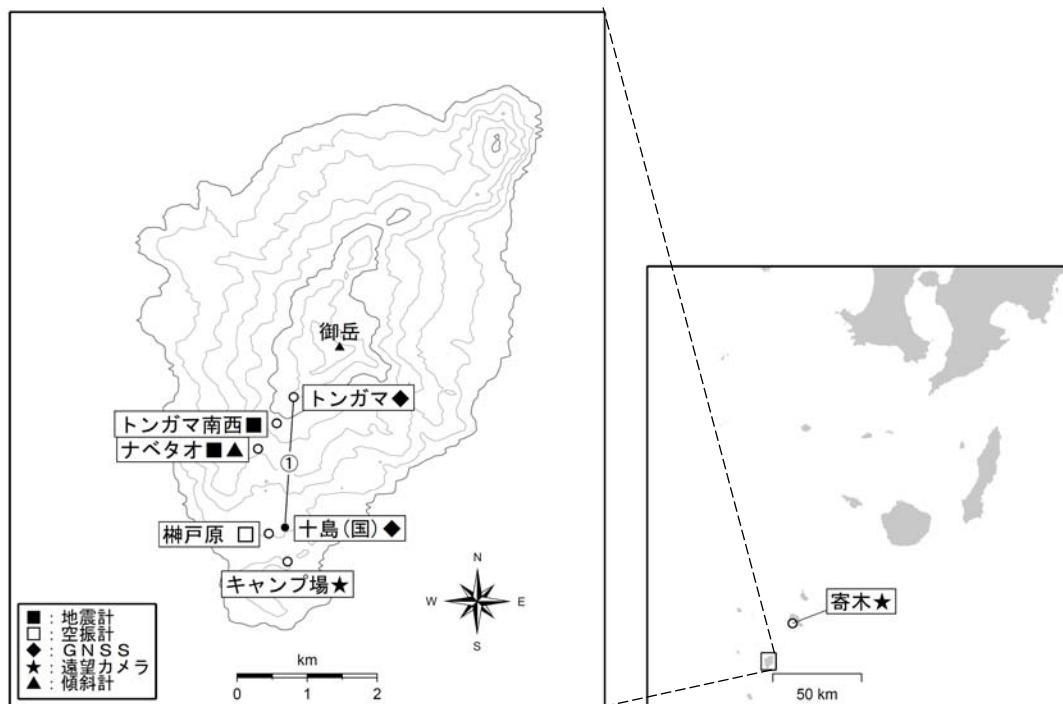 御岳
トンガマ◆
トンガマ南西■
ナベタオ■▲
①
榊戸原 □
十島(国)◆
キャンプ場★
N
W E
S
■：地震計
□：空振計
◆：ＧＮＳＳ
★：遠望カメラ
▲：傾斜計
km
0 1 2
寄木★
50 km